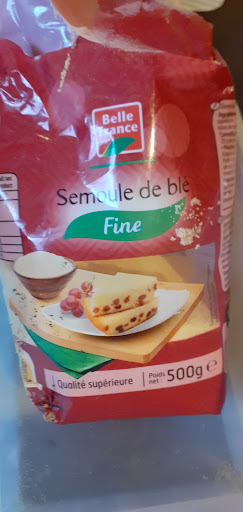 Belle
France
Semoule de blé
Fine
Qualité supérieure
Poids
net :
500g e